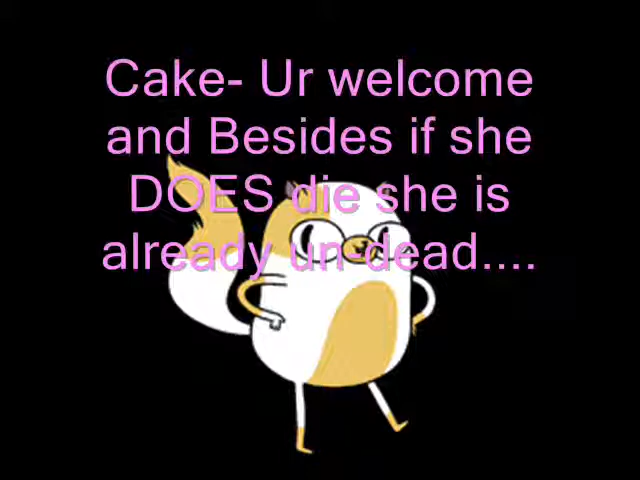 Cake- Ur welcome
and Besides if she
DOES die she is
already un-dead....